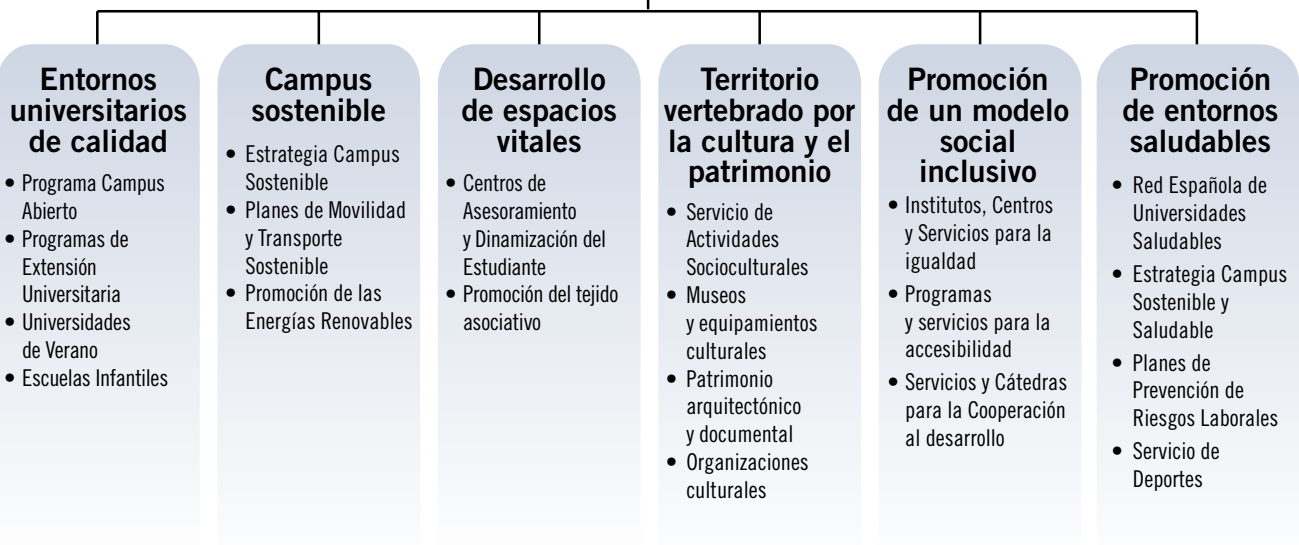 Entornos
universitarios
de calidad
• Programa Campus
Abierto
• Programas de
Extensión
Universitaria
• Universidades
de Verano
• Escuelas Infantiles
Campus
sostenible
• Estrategia Campus
Sostenible
• Planes de Movilidad
y Transporte
Sostenible
• Promoción de las
Energías Renovables
Desarrollo
de espacios
vitales
• Centros de
Asesoramiento
y Dinamización del
Estudiante
• Promoción del tejido
asociativo
Territorio
vertebrado por
la cultura y el
patrimonio
• Servicio de
Actividades
Socioculturales
• Museos
y equipamientos
culturales
• Patrimonio
arquitectónico
y documental
• Organizaciones
culturales
Promoción
de un modelo
social
inclusivo
• Institutos, Centros
y Servicios para la
igualdad
• Programas
y servicios para la
accesibilidad
• Servicios y Cátedras
para la Cooperación
al desarrollo
Promoción
de entornos
saludables
• Red Española de
Universidades
Saludables
• Estrategia Campus
Sostenible y
Saludable
• Planes de
Prevención de
Riesgos Laborales
• Servicio de
Deportes